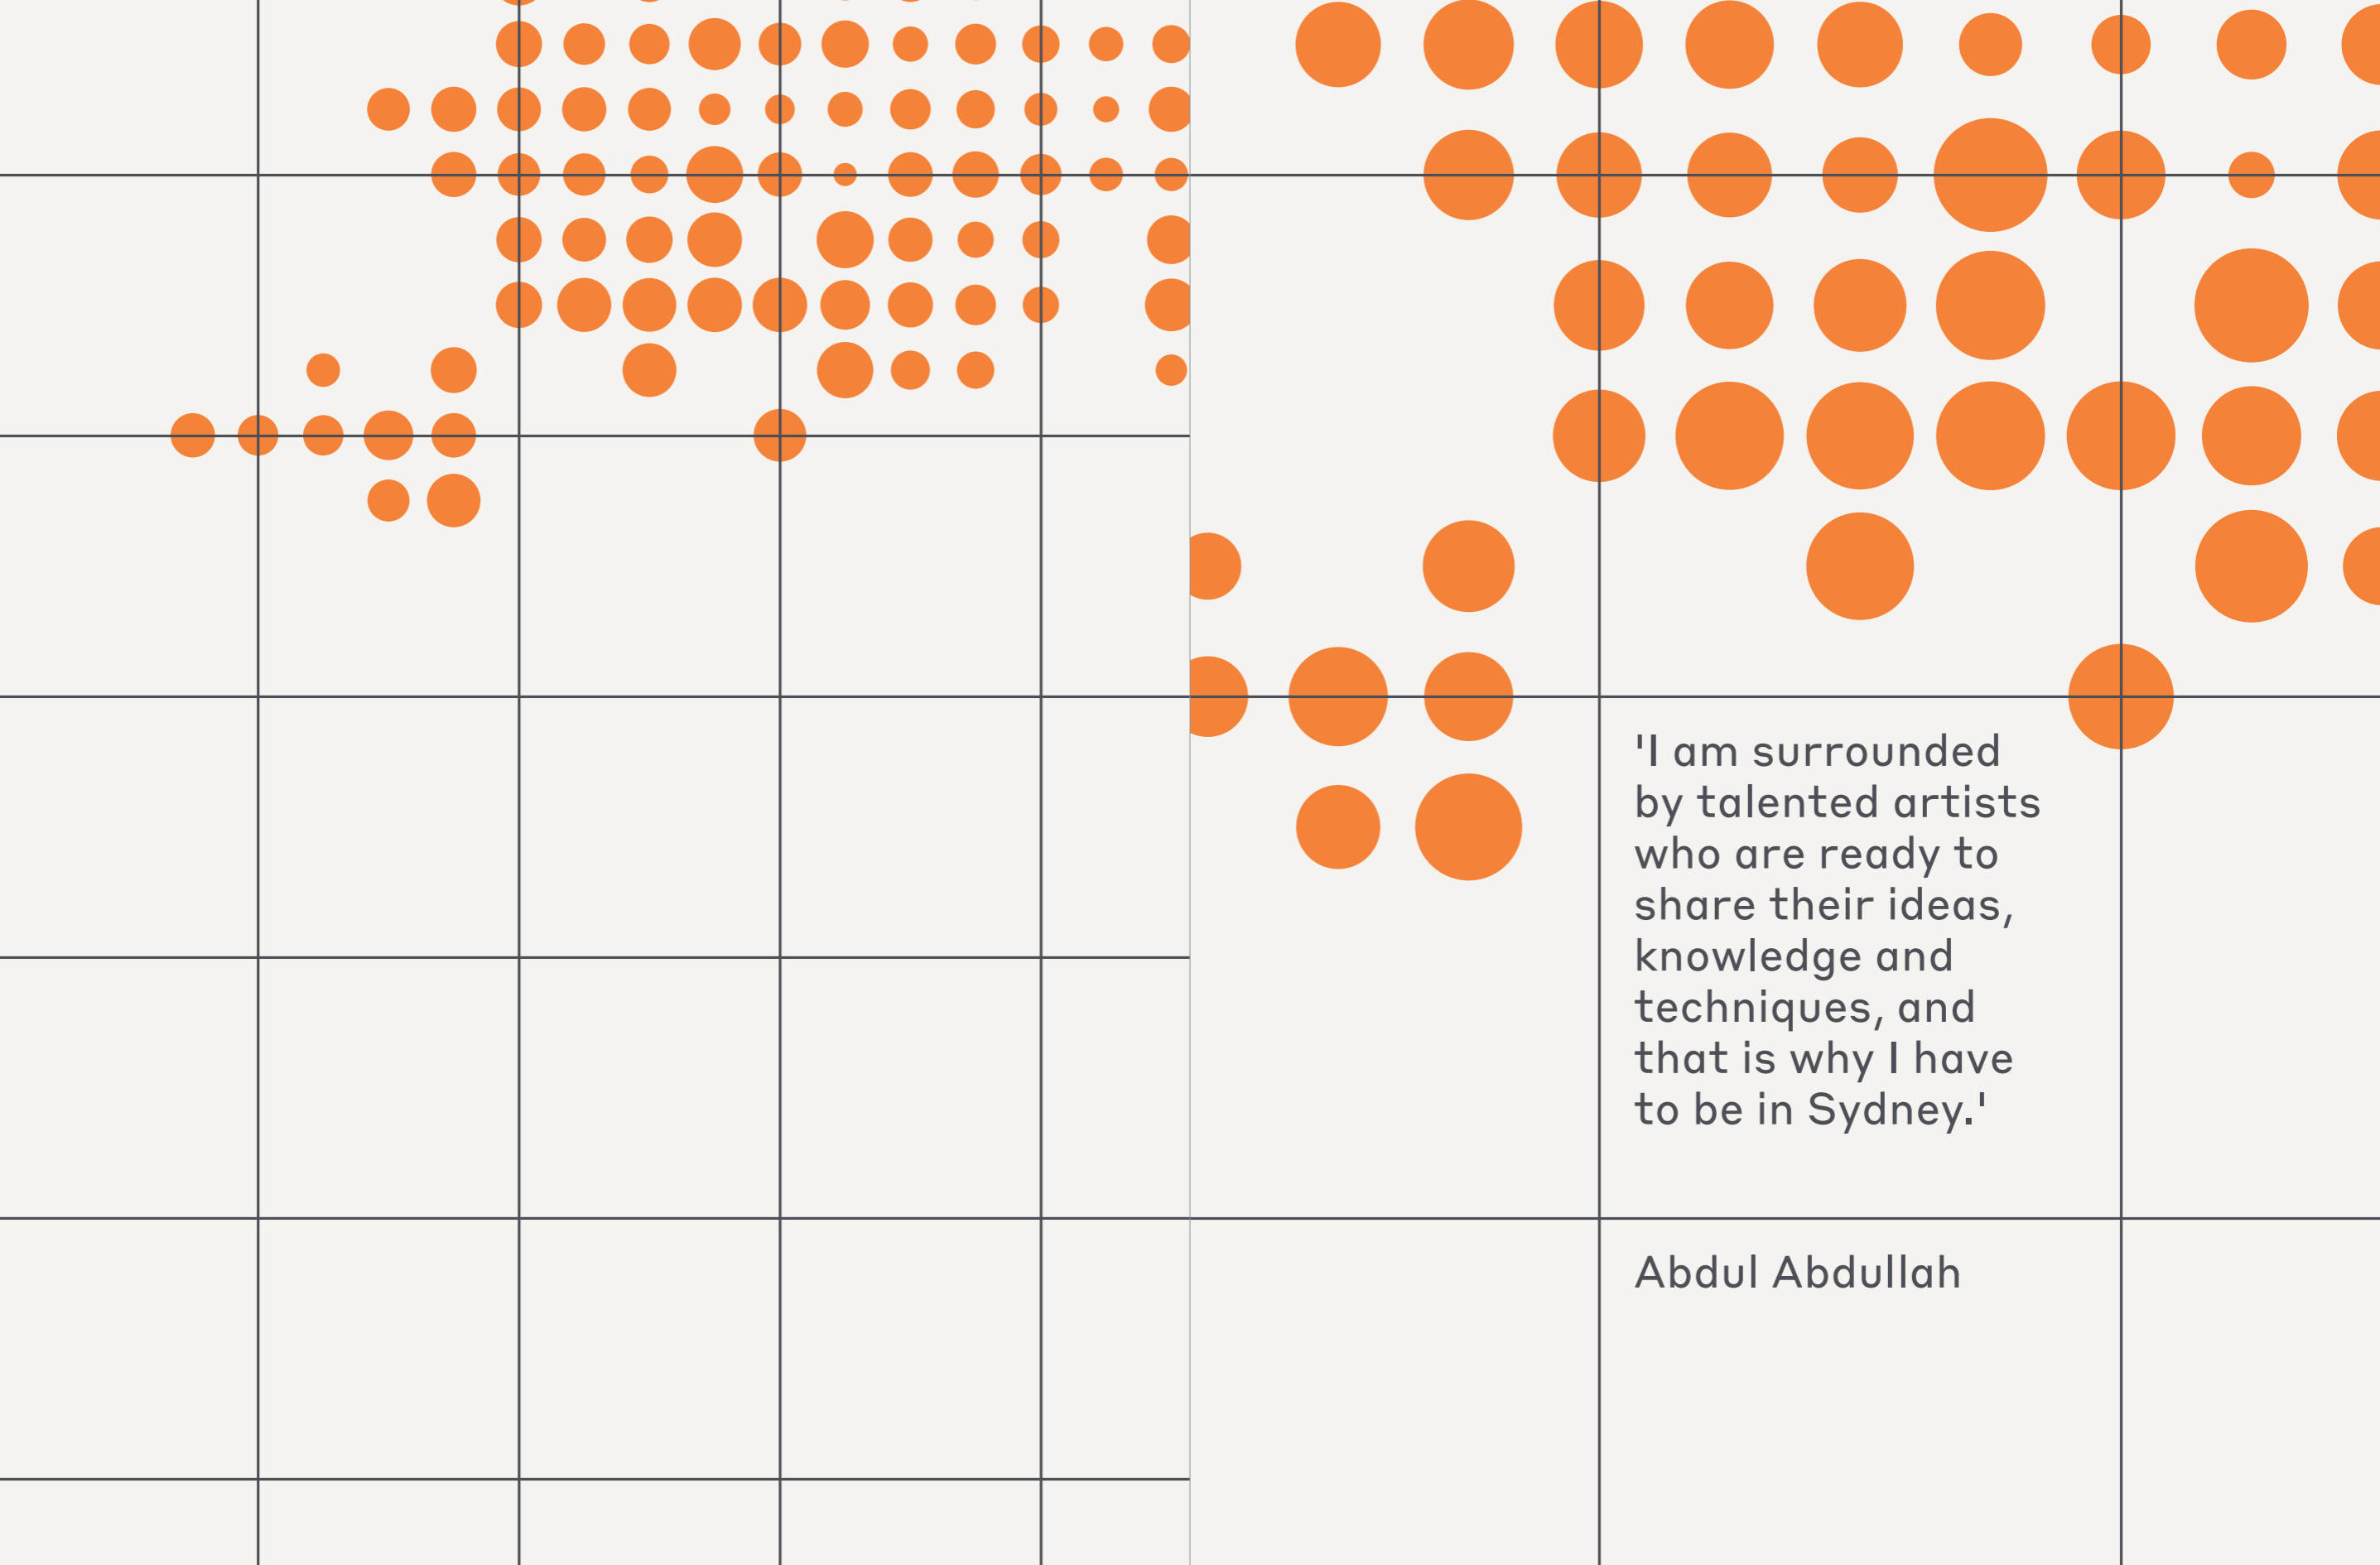 'I am surrounded
by talented artists
who are ready to
share their ideas,
knowledge and
techniques, and
that is why I have
to be in Sydney.'
Abdul Abdullah